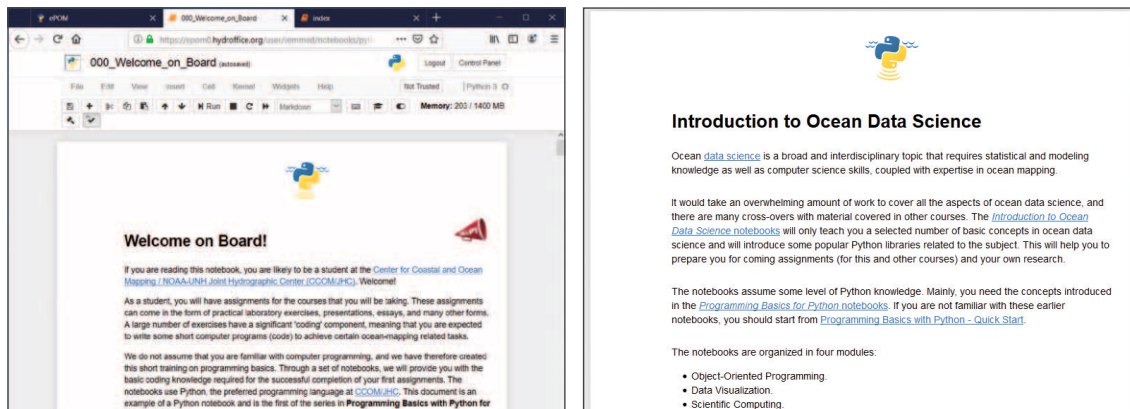 ePOM
000_Welcome_on_Board
index
https://epom0.hydroffice.org/user/semmed/notebooks/pyt
000_Welcome_on_Board (autosaved)
Logout Control Panel
File Edit View Insert Cell Kernel Widgets Help
Not Trusted Python 3
Run Markdown Memory: 203 / 1400 MB
Welcome on Board!
If you are reading this notebook, you are likely to be a student at the Center for Coastal and Ocean
Mapping / NOAA-UNH Joint Hydrographic Center (CCOM/JHC). Welcome!
As a student, you will have assignments for the courses that you will be taking. These assignments
can come in the form of practical laboratory exercises, presentations, essays, and many other forms.
A large number of exercises have a significant 'coding' component, meaning that you are expected
to write some short computer programs (code) to achieve certain ocean-mapping related tasks.
We do not assume that you are familiar with computer programming, and we have therefore created
this short training on programming basics. Through a set of notebooks, we will provide you with the
basic coding knowledge required for the successful completion of your first assignments. The
notebooks use Python, the preferred programming language at CCOM/JHC. This document is an
example of a Python notebook and is the first of the series in Programming Basics with Python for
Introduction to Ocean Data Science
Ocean data science is a broad and interdisciplinary topic that requires statistical and modeling
knowledge as well as computer science skills, coupled with expertise in ocean mapping.
It would take an overwhelming amount of work to cover all the aspects of ocean data science, and
there are many cross-overs with material covered in other courses. The Introduction to Ocean
Data Science notebooks will only teach you a selected number of basic concepts in ocean data
science and will introduce some popular Python libraries related to the subject. This will help you to
prepare you for coming assignments (for this and other courses) and your own research.
The notebooks assume some level of Python knowledge. Mainly, you need the concepts introduced
in the Programming Basics for Python notebooks. If you are not familiar with these earlier
notebooks, you should start from Programming Basics with Python - Quick Start.
The notebooks are organized in four modules:
• Object-Oriented Programming.
• Data Visualization.
• Scientific Computing.